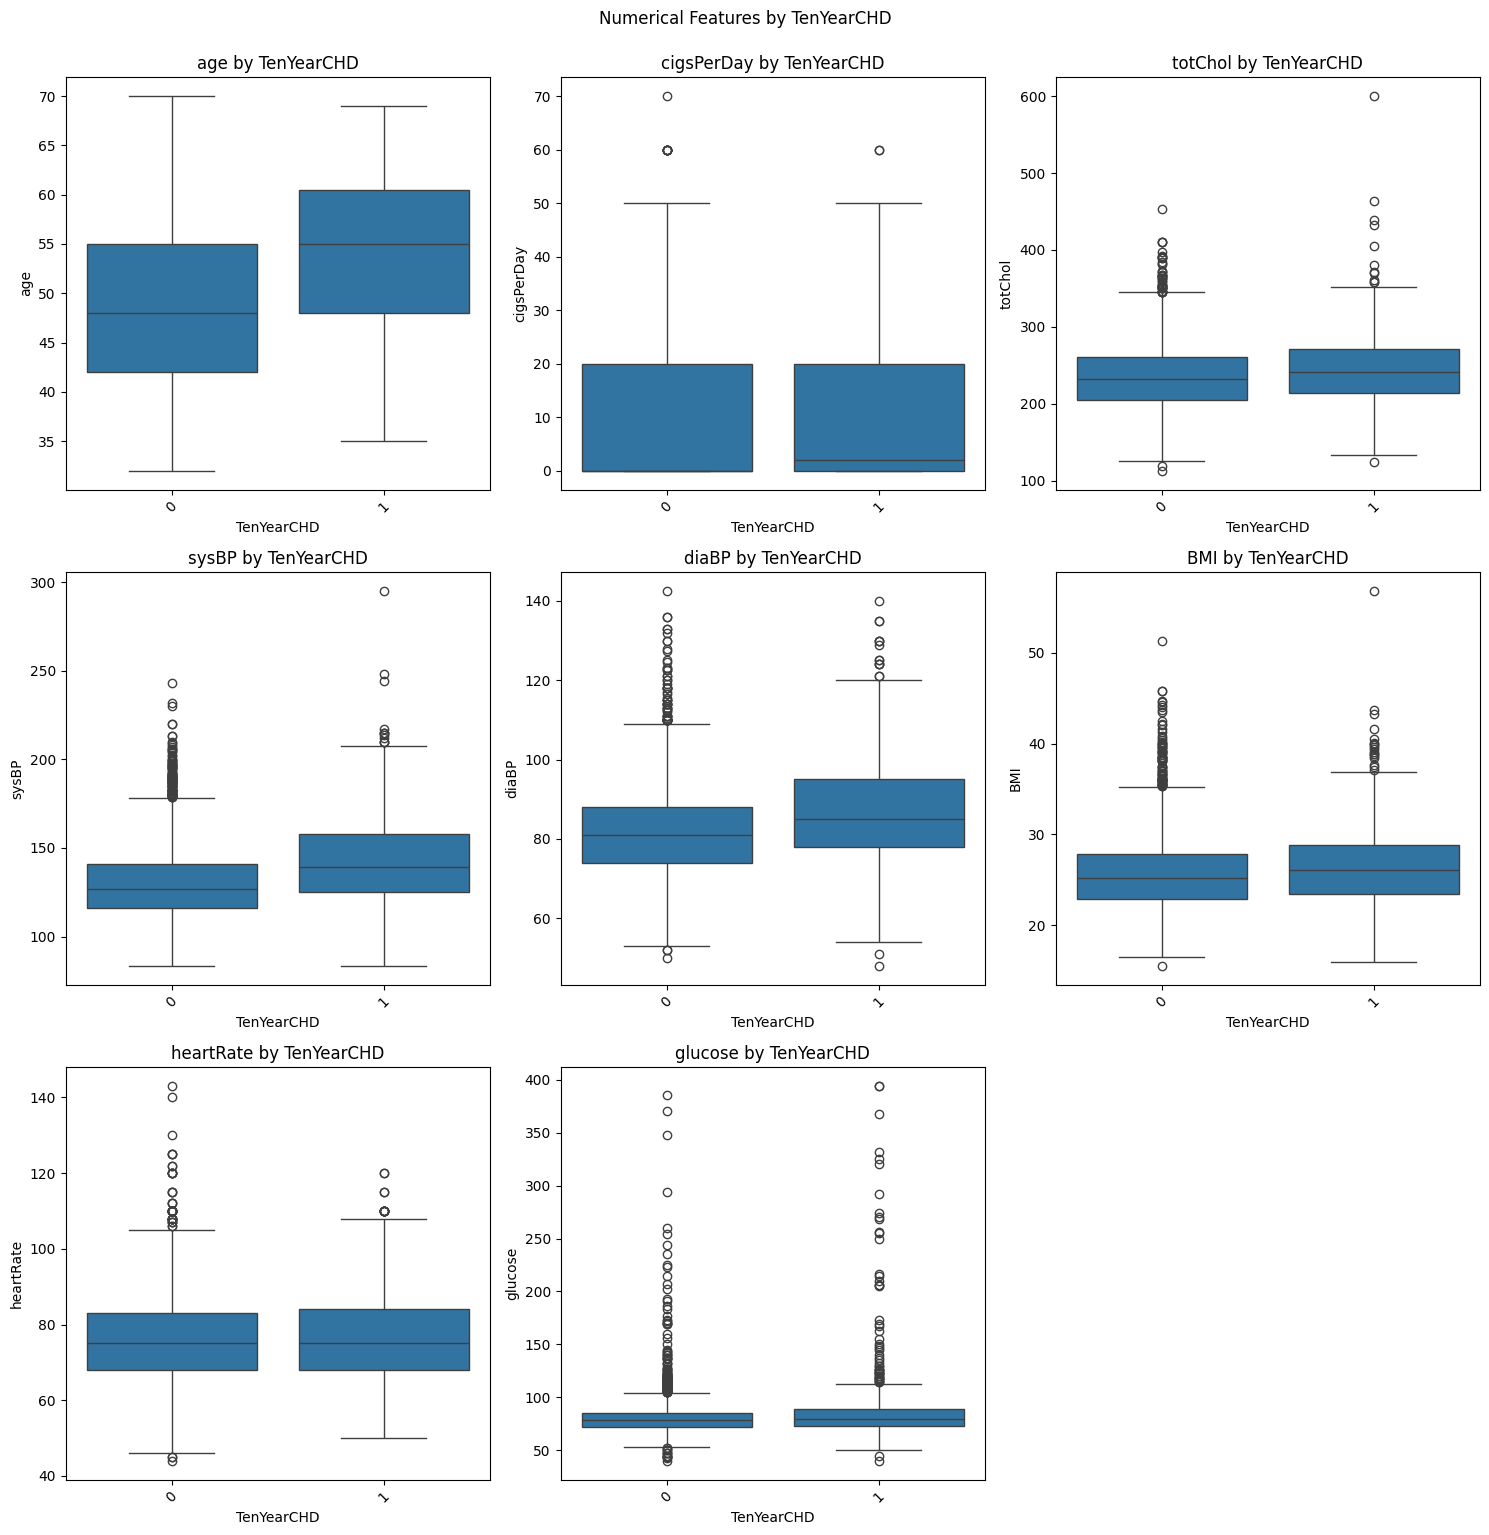 Numerical Features by TenYearCHD
age by TenYearCHD
70
65
60
55
50
45
40
35
age
0
1
TenYearCHD
cigsPerDay by TenYearCHD
70
60
50
40
30
20
10
0
cigsPerDay
0
1
TenYearCHD
totChol by TenYearCHD
600
500
400
300
200
100
totChol
0
1
TenYearCHD
sysBP by TenYearCHD
300
250
200
150
100
sysBP
0
1
TenYearCHD
diaBP by TenYearCHD
140
120
100
80
60
diaBP
0
1
TenYearCHD
BMI by TenYearCHD
50
40
30
20
BMI
0
1
TenYearCHD
heartRate by TenYearCHD
140
120
100
80
60
40
heartRate
0
1
TenYearCHD
glucose by TenYearCHD
400
350
300
250
200
150
100
50
glucose
0
1
TenYearCHD